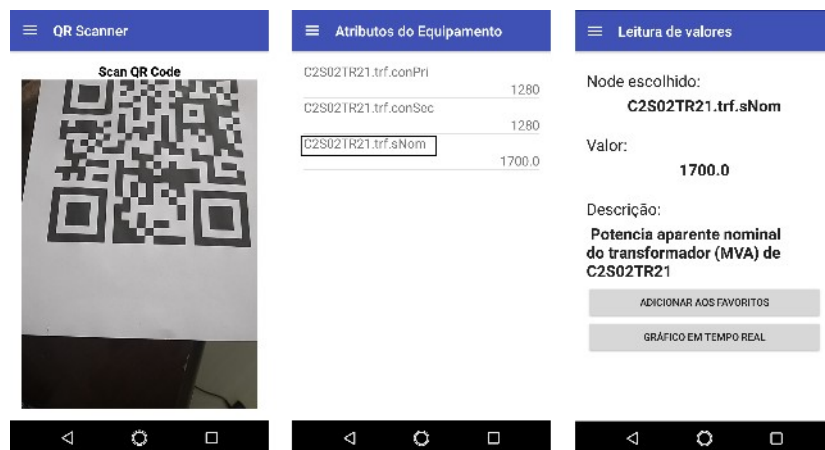 QR Scanner
Scan QR Code
Atributos do Equipamento
C2S02TR21.trf.conPri
1280
C2S02TR21.trf.conSec
1280
C2S02TR21.trf.sNom
1700.0
Leitura de valores
Node escolhido:
C2S02TR21.trf.sNom
Valor:
1700.0
Descrição:
Potencia aparente nominal
do transformador (MVA) de
C2S02TR21
ADICIONAR AOS FAVORITOS
GRÁFICO EM TEMPO REAL